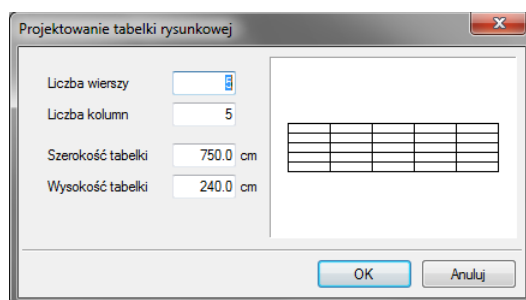 Projektowanie tabelki rysunkowej
Liczba wierszy 5
Liczba kolumn 5
Szerokość tabelki 750.0 cm
Wysokość tabelki 240.0 cm
OK Anuluj